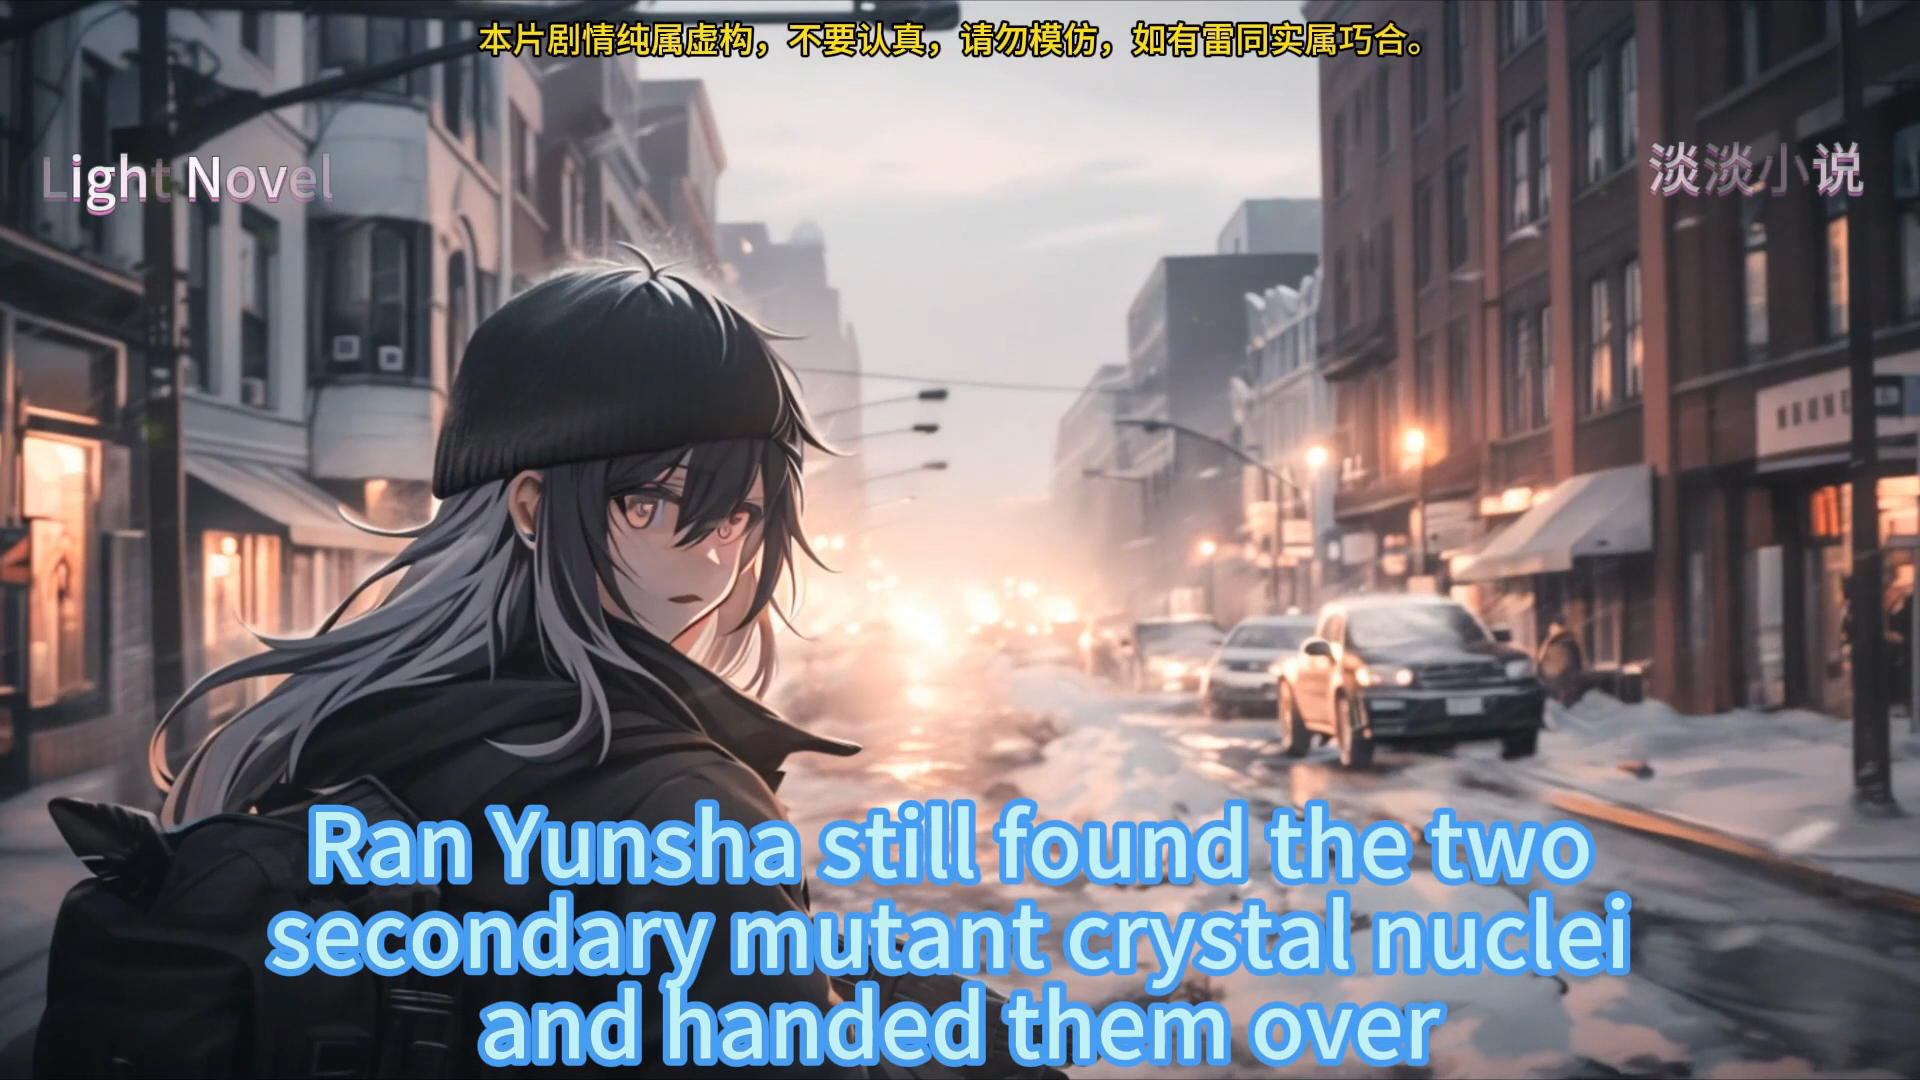 本片剧情纯属虚构，不要认真，请勿模仿，如有雷同实属巧合。
Light Novel
淡淡小说
Ran Yunsha still found the two
secondary mutant crystal nuclei
and handed them over